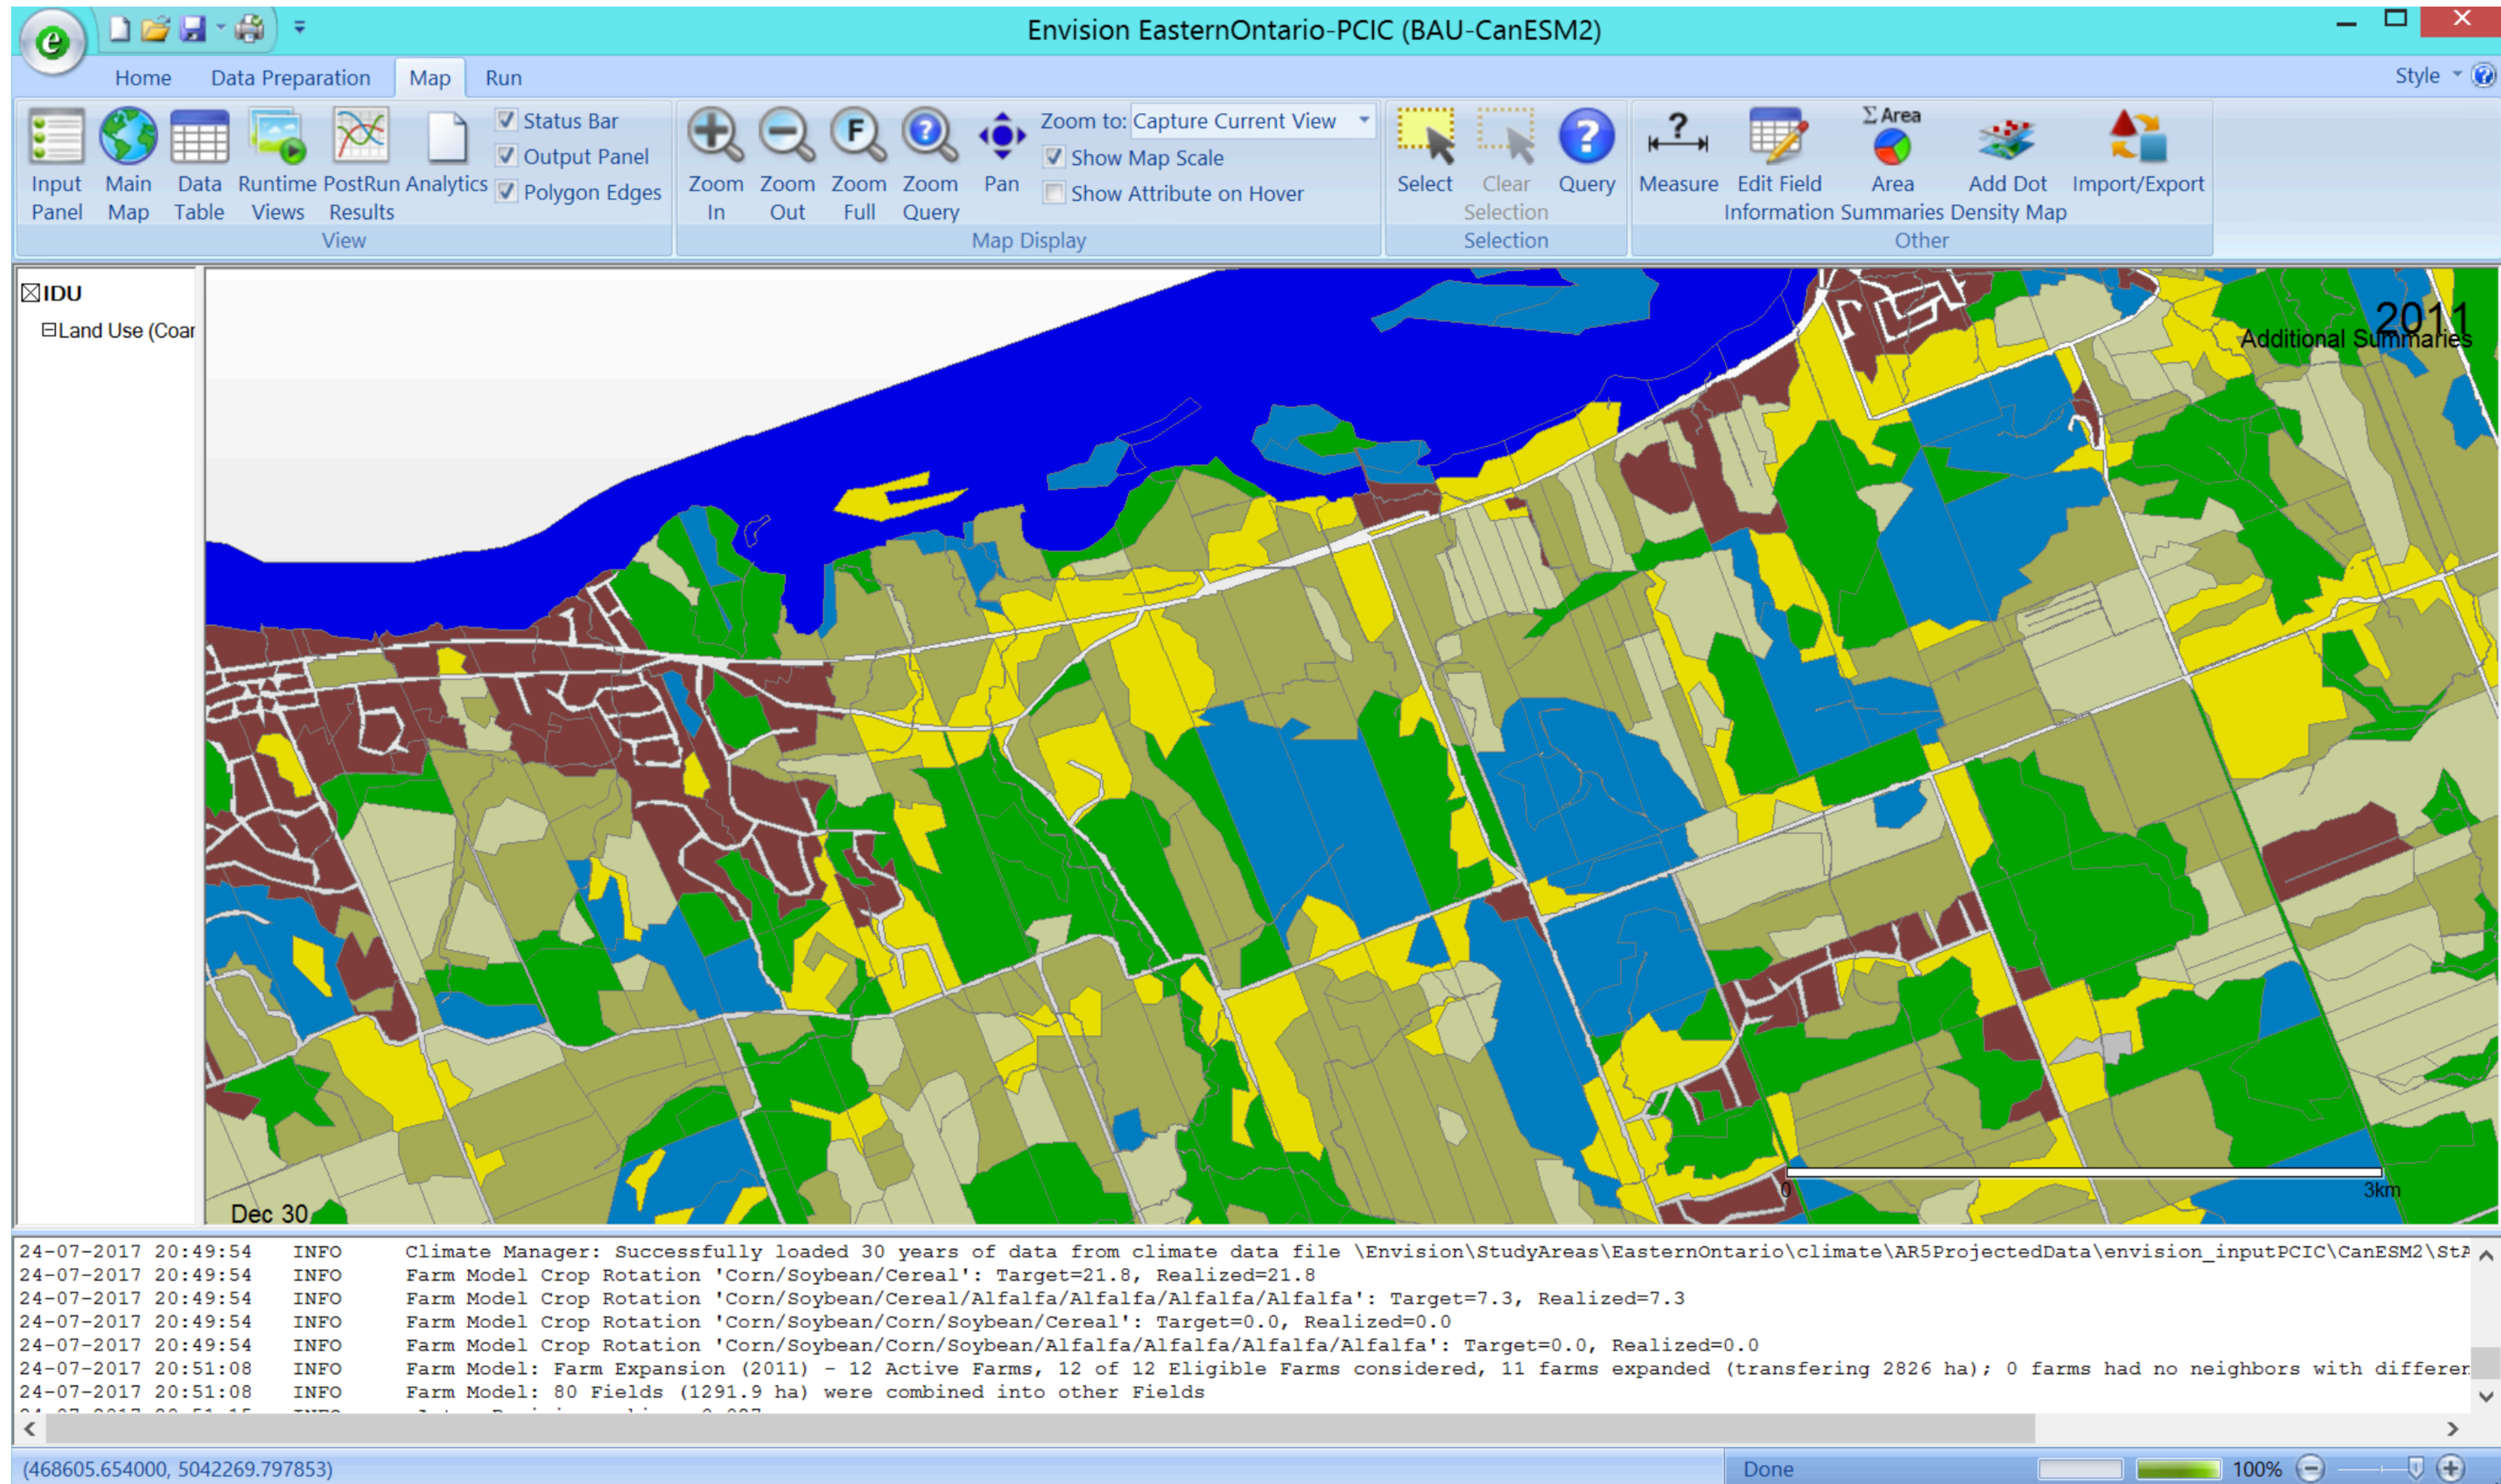 Envision EasternOntario-PCIC (BAU-CanESM2)
Home Data Preparation Map Run Style
Input Panel Main Map Data Table Runtime Views PostRun Results Analytics
Status Bar
Output Panel
Polygon Edges
View
Zoom In Zoom Out Zoom Full Zoom Query Pan
Zoom to: Capture Current View
Show Map Scale
Show Attribute on Hover
Map Display
Select Clear Selection Query
Selection
Measure Edit Field Information Σ Area Area Summaries Add Dot Density Map Import/Export
Other
IDU
Land Use (Coar
2011
Additional Summaries
Dec 30
0 3km
24-07-2017 20:49:54 INFO Climate Manager: Successfully loaded 30 years of data from climate data file \Envision\StudyAreas\EasternOntario\climate\AR5ProjectedData\envision_inputPCIC\CanESM2\StA
24-07-2017 20:49:54 INFO Farm Model Crop Rotation 'Corn/Soybean/Cereal': Target=21.8, Realized=21.8
24-07-2017 20:49:54 INFO Farm Model Crop Rotation 'Corn/Soybean/Cereal/Alfalfa/Alfalfa/Alfalfa/Alfalfa': Target=7.3, Realized=7.3
24-07-2017 20:49:54 INFO Farm Model Crop Rotation 'Corn/Soybean/Corn/Soybean/Cereal': Target=0.0, Realized=0.0
24-07-2017 20:49:54 INFO Farm Model Crop Rotation 'Corn/Soybean/Corn/Soybean/Alfalfa/Alfalfa/Alfalfa/Alfalfa': Target=0.0, Realized=0.0
24-07-2017 20:51:08 INFO Farm Model: Farm Expansion (2011) - 12 Active Farms, 12 of 12 Eligible Farms considered, 11 farms expanded (transfering 2826 ha); 0 farms had no neighbors with differen
24-07-2017 20:51:08 INFO Farm Model: 80 Fields (1291.9 ha) were combined into other Fields
(468605.654000, 5042269.797853) Done 100%